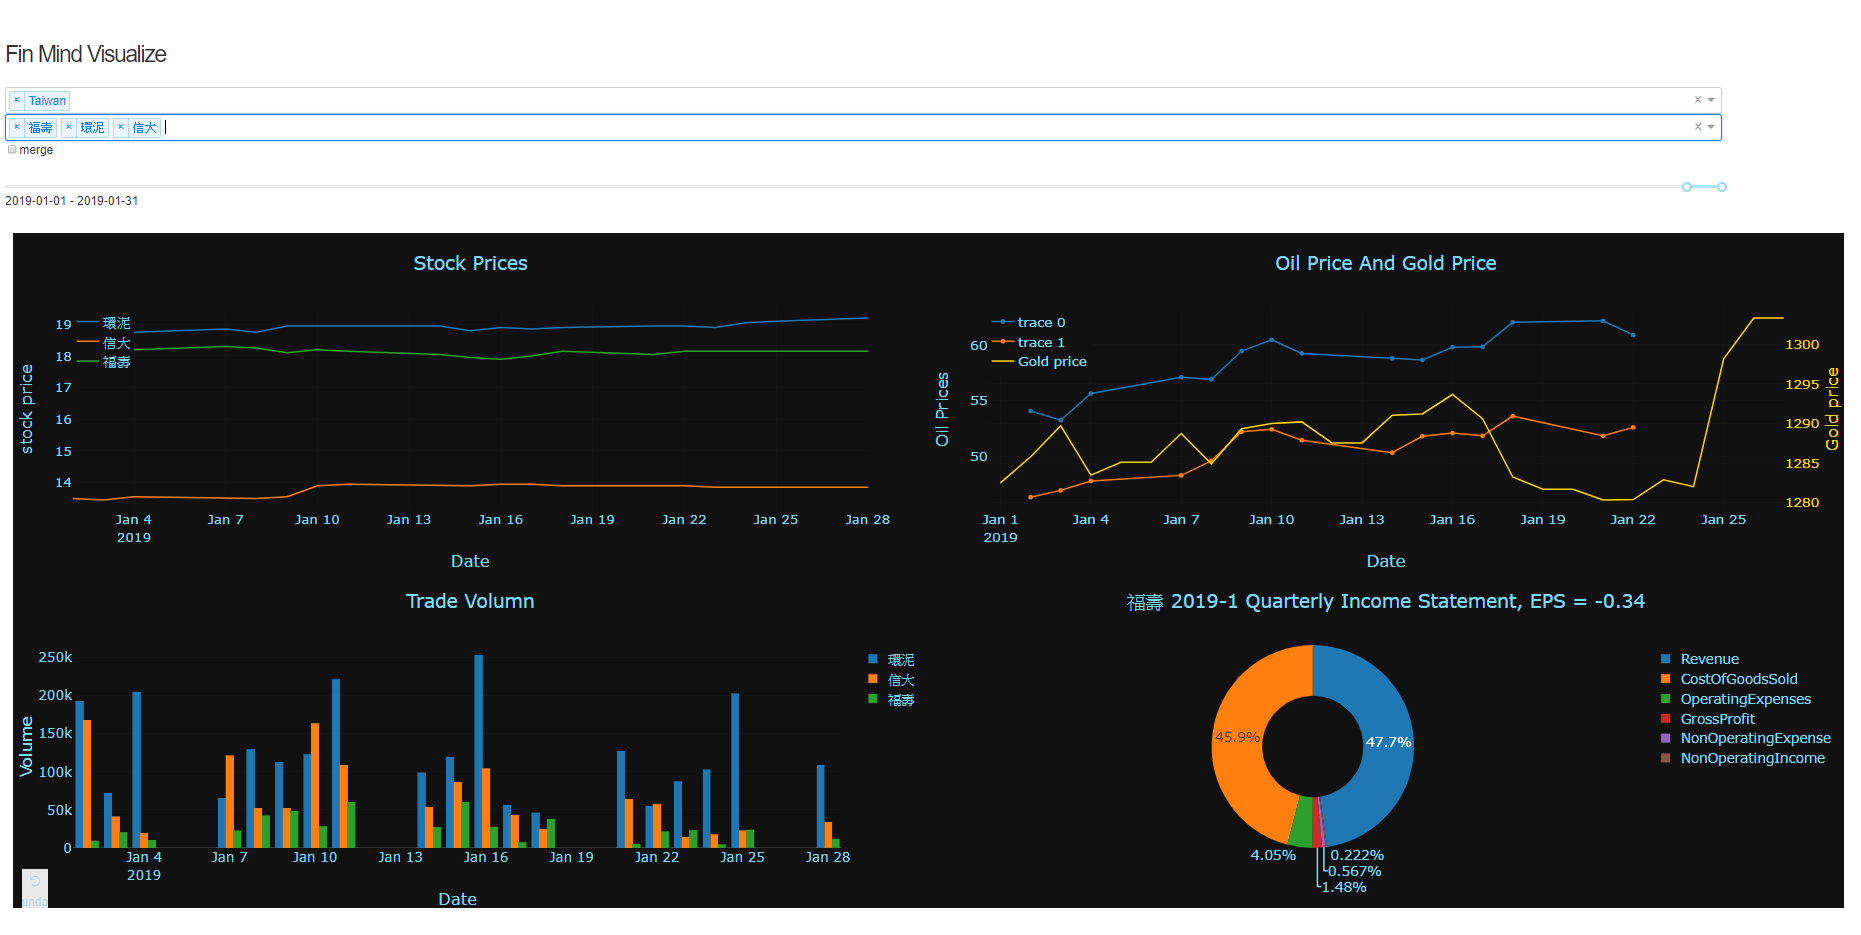 Fin Mind Visualize
× Taiwan
× 福壽 × 環泥 × 信大
merge
2019-01-01 - 2019-01-31
Stock Prices
環泥
信大
福壽
19
18
17
16
15
14
stock price
Jan 4 Jan 7 Jan 10 Jan 13 Jan 16 Jan 19 Jan 22 Jan 25 Jan 28
2019
Date
Oil Price And Gold Price
trace 0
trace 1
Gold price
60
55
50
Oil Prices
1300
1295
1290
1285
1280
Gold price
Jan 1 Jan 4 Jan 7 Jan 10 Jan 13 Jan 16 Jan 19 Jan 22 Jan 25
2019
Date
Trade Volumn
250k
200k
150k
100k
50k
0
Volume
環泥
信大
福壽
Jan 4 Jan 7 Jan 10 Jan 13 Jan 16 Jan 19 Jan 22 Jan 25 Jan 28
2019
Date
undo
福壽 2019-1 Quarterly Income Statement, EPS = -0.34
45.9%
47.7%
4.05%
0.222%
0.567%
1.48%
Revenue
CostOfGoodsSold
OperatingExpenses
GrossProfit
NonOperatingExpense
NonOperatingIncome